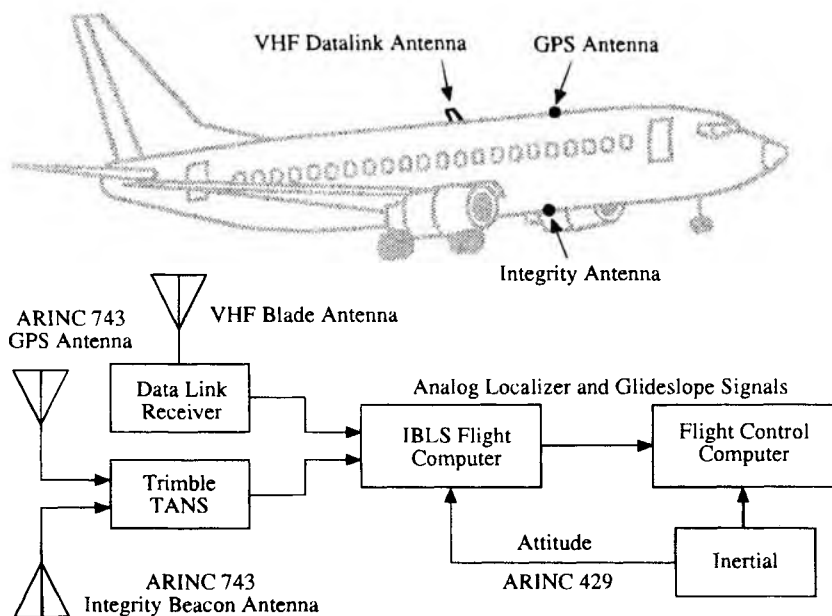 VHF Datalink Antenna
GPS Antenna
Integrity Antenna
ARINC 743
GPS Antenna
VHF Blade Antenna
Data Link
Receiver
Analog Localizer and Glideslope Signals
IBLS Flight
Computer
Flight Control
Computer
Trimble
TANS
Attitude
ARINC 429
Inertial
ARINC 743
Integrity Beacon Antenna